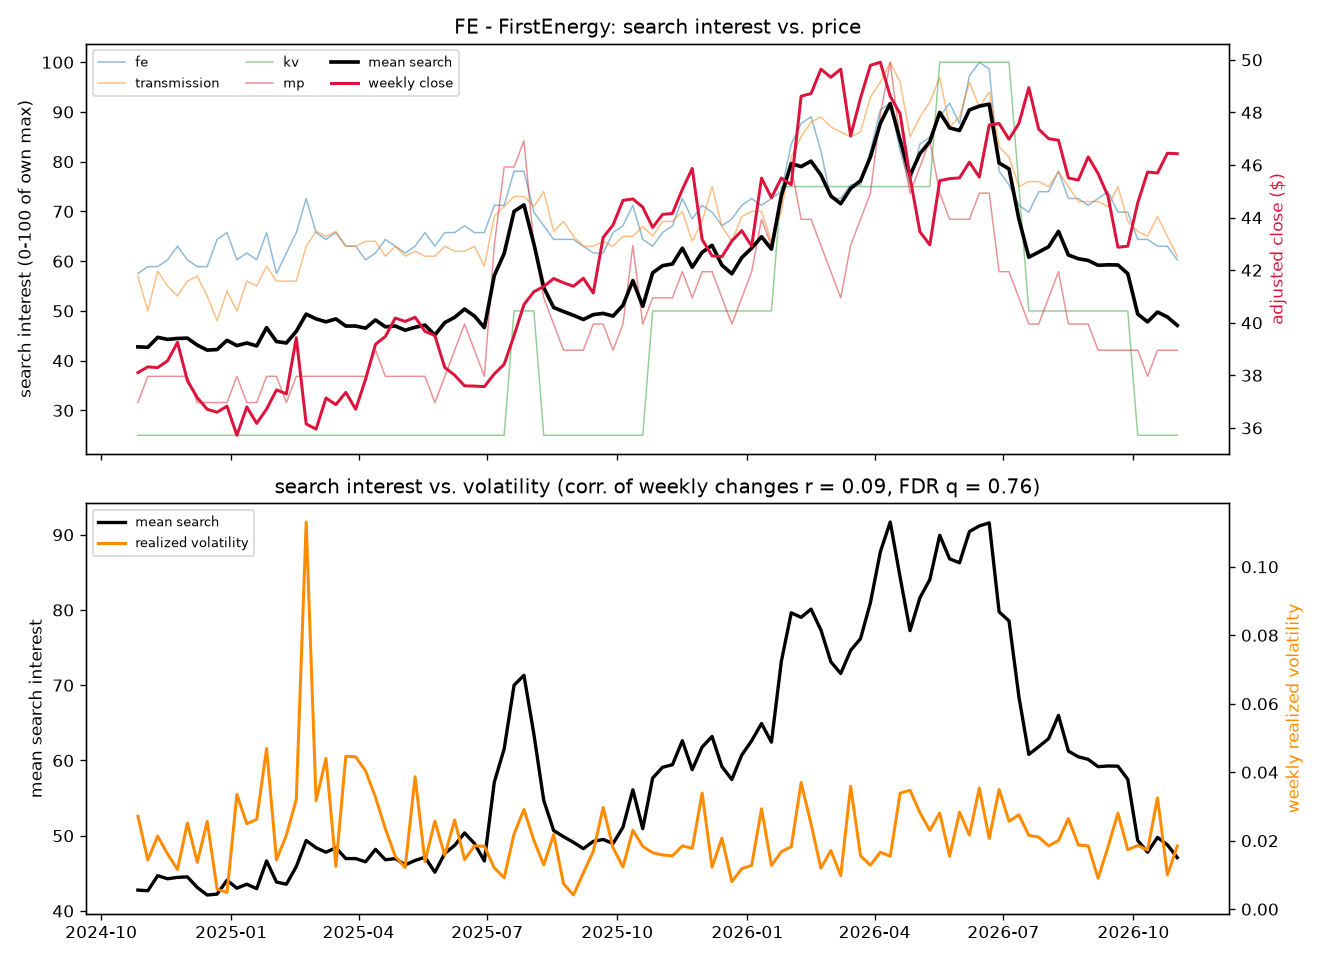 FE - FirstEnergy: search interest vs. price
fe
transmission
kv
mp
mean search
weekly close
search interest (0-100 of own max)
100
90
80
70
60
50
40
30
adjusted close ($)
50
48
46
44
42
40
38
36
search interest vs. volatility (corr. of weekly changes r = 0.09, FDR q = 0.76)
mean search
realized volatility
mean search interest
90
80
70
60
50
40
weekly realized volatility
0.10
0.08
0.06
0.04
0.02
0.00
2024-10
2025-01
2025-04
2025-07
2025-10
2026-01
2026-04
2026-07
2026-10